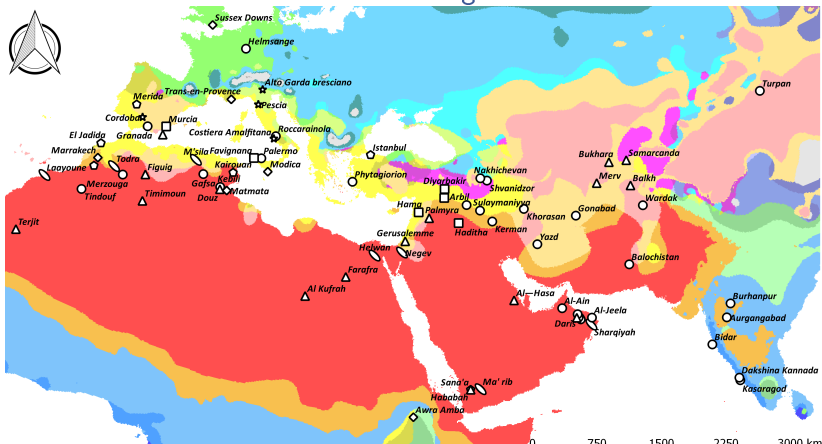 Sussex Downs
Helmsange
Alto Garda bresciano
Trans-en-Provence
Turpan
Merida
Pescia
Cordoba
Murcia
Costiera Amalfitana
Roccarainola
El Jadida
Granada
Istanbul
Samarcanda
Bukhara
Marrakech
M'sila
Favignana
Palermo
Todra
Figuig
Kairouan
Modica
Nakhichevan
Merv
Balkh
Laayoune
Gafsa
Kebili
Phytagiorion
Diyarbakir
Shvanidzor
Merzouga
Timimoun
Matmata
Arbil
Sulaymaniyya
Wardak
Tindouf
Douz
Hama
Palmyra
Khorasan
Gonabad
Terjit
Haditha
Kerman
Gerusalemme
Yazd
Helwan
Negev
Balochistan
Farafra
Al Kufrah
Al—Hasa
Al-Ain
Burhanpur
Al-Jeela
Daris
Aurgangabad
Sharqiyah
Bidar
Dakshina Kannada
Sana'a
Ma' rib
Kasaragod
Hababah
Awra Amba
0 750 1500 2250 3000 km